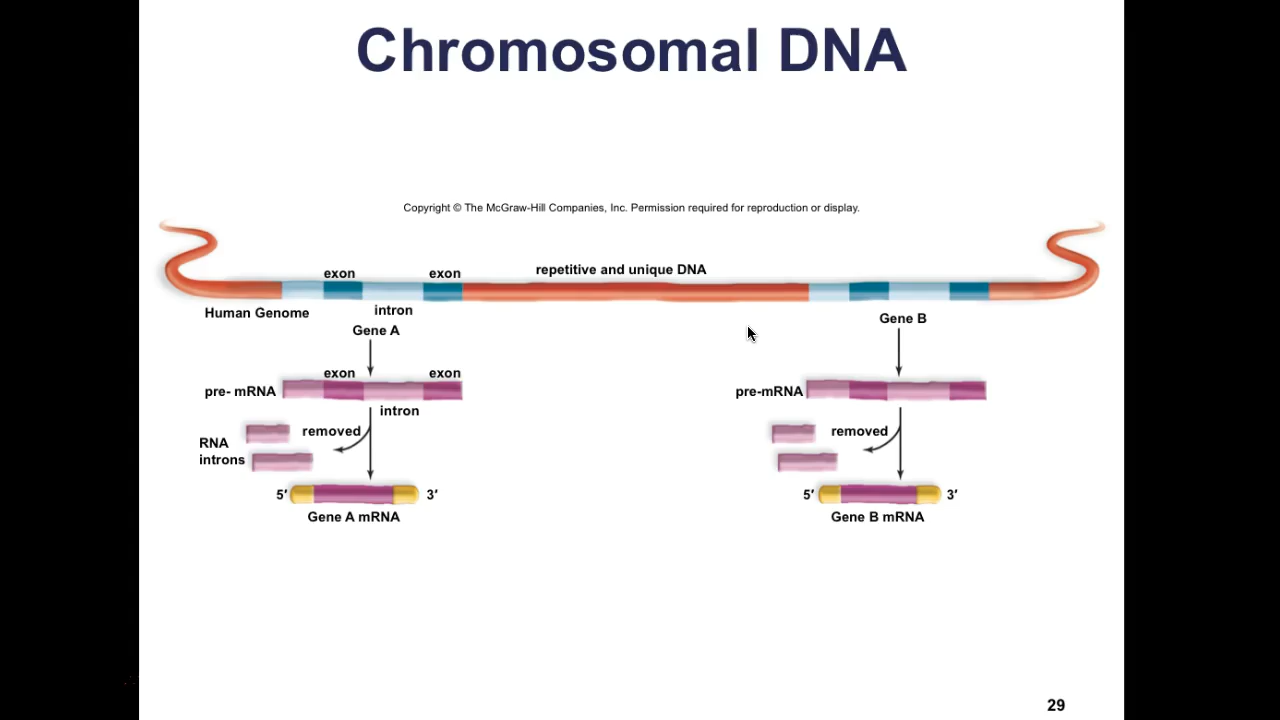 Chromosomal DNA
Copyright © The McGraw-Hill Companies, Inc. Permission required for reproduction or display.
exon
exon
repetitive and unique DNA
Human Genome
intron
Gene A
Gene B
pre- mRNA
exon
exon
intron
pre-mRNA
RNA
introns
removed
removed
5′
3′
Gene A mRNA
5′
3′
Gene B mRNA
29